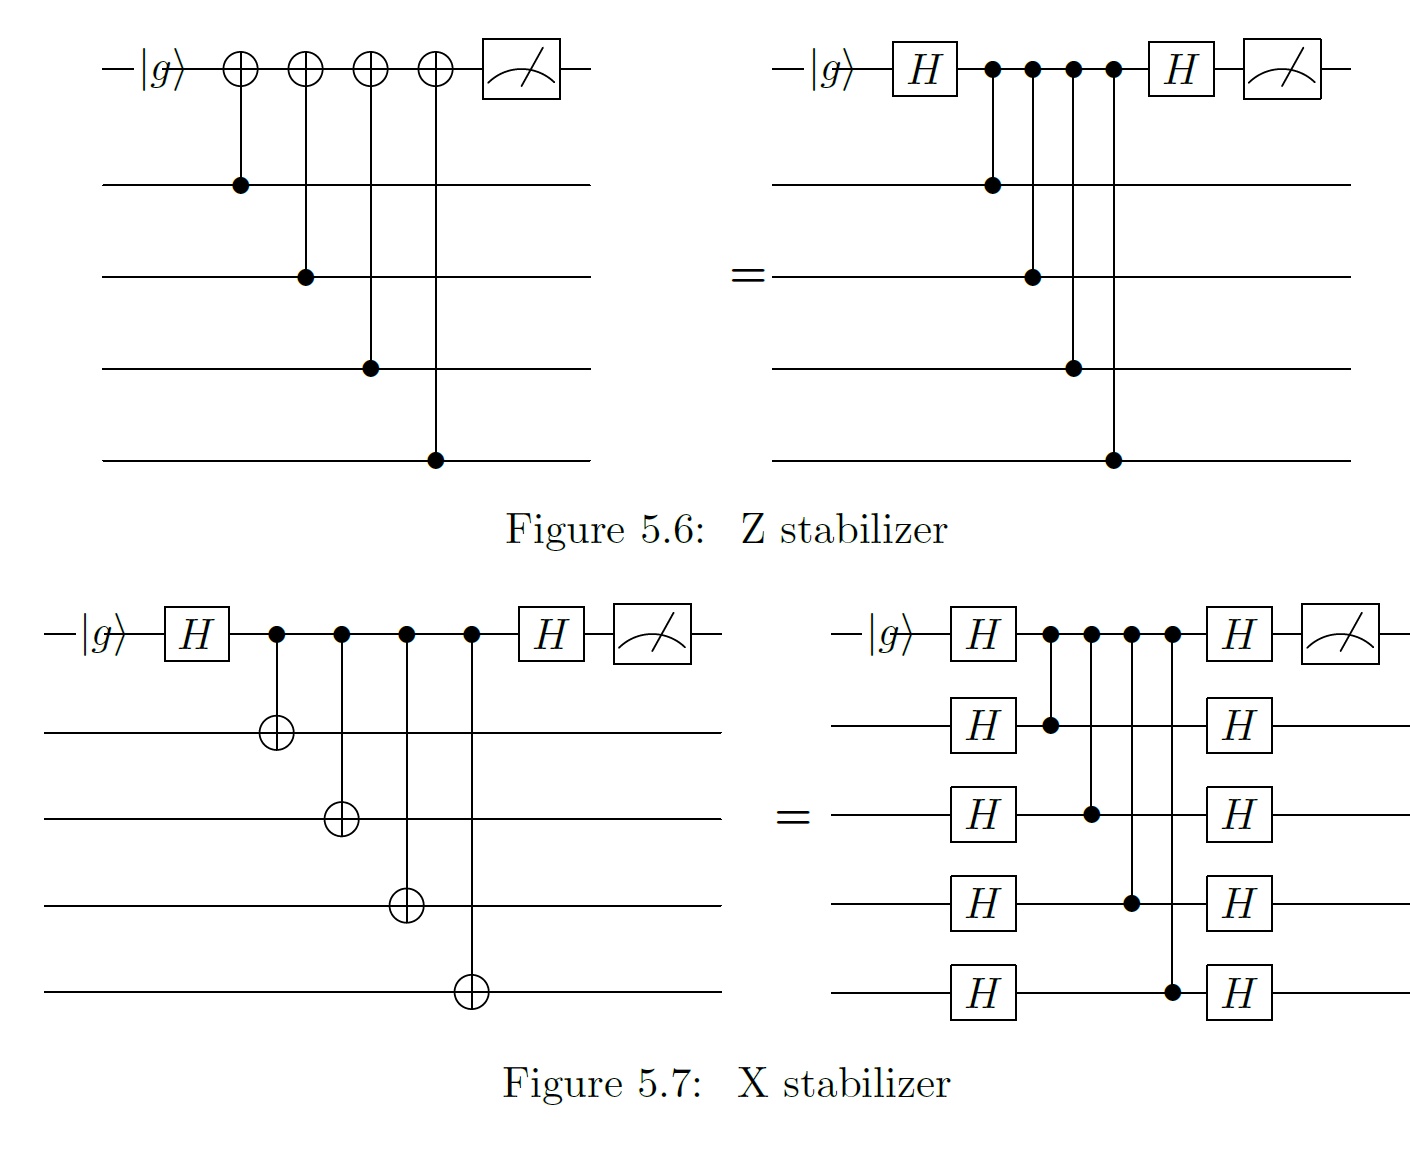 |g⟩ |g⟩ H H
=
Figure 5.6: Z stabilizer
|g⟩ H H |g⟩ H H
H H
= H H
H H
H H
Figure 5.7: X stabilizer